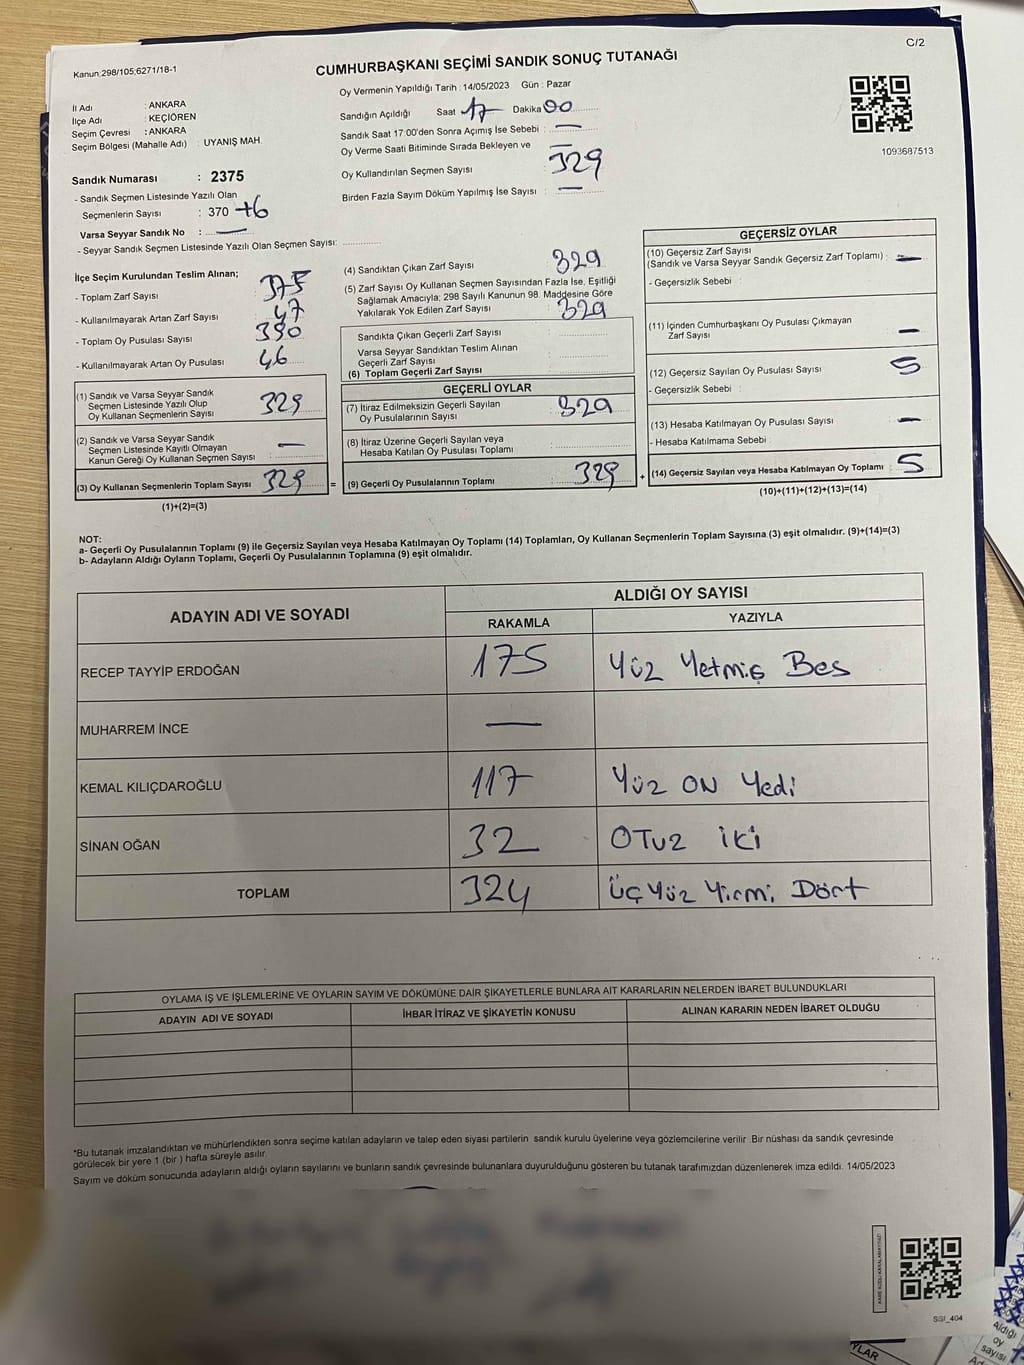 C/2
Kanun;298/105;6271/18-1
CUMHURBAŞKANI SEÇİMİ SANDIK SONUÇ TUTANAĞI
Oy Vermenin Yapıldığı Tarih : 14/05/2023 Gün : Pazar
İl Adı : ANKARA
İlçe Adı : KEÇİÖREN
Seçim Çevresi : ANKARA
Seçim Bölgesi (Mahalle Adı) : UYANIŞ MAH.
Sandığın Açıldığı Saat 17 Dakika 00
Sandık Saat 17:00'den Sonra Açımış İse Sebebi : —
Oy Verme Saati Bitiminde Sırada Bekleyen ve —
Oy Kullandırılan Seçmen Sayısı : 329
Birden Fazla Sayım Döküm Yapılmış İse Sayısı : —
1093687513
Sandık Numarası : 2375
- Sandık Seçmen Listesinde Yazılı Olan
Seçmenlerin Sayısı : 370 +6
Varsa Seyyar Sandık No : —
- Seyyar Sandık Seçmen Listesinde Yazılı Olan Seçmen Sayısı:
İlçe Seçim Kurulundan Teslim Alınan;
- Toplam Zarf Sayısı 375
- Kullanılmayarak Artan Zarf Sayısı 47
- Toplam Oy Pusulası Sayısı 390
- Kullanılmayarak Artan Oy Pusulası 46
(1) Sandık ve Varsa Seyyar Sandık
Seçmen Listesinde Yazılı Olup
Oy Kullanan Seçmenlerin Sayısı 329
(2) Sandık ve Varsa Seyyar Sandık
Seçmen Listesinde Kayıtlı Olmayan
Kanun Gereği Oy Kullanan Seçmen Sayısı : —
(3) Oy Kullanan Seçmenlerin Toplam Sayısı 329
(1)+(2)=(3)
(4) Sandıktan Çıkan Zarf Sayısı 329
(5) Zarf Sayısı Oy Kullanan Seçmen Sayısından Fazla İse, Eşitliği
Sağlamak Amacıyla; 298 Sayılı Kanunun 98. Maddesine Göre
Yakılarak Yok Edilen Zarf Sayısı 329
Sandıkta Çıkan Geçerli Zarf Sayısı
Varsa Seyyar Sandıktan Teslim Alınan
Geçerli Zarf Sayısı
(6) Toplam Geçerli Zarf Sayısı
GEÇERLİ OYLAR
(7) İtiraz Edilmeksizin Geçerli Sayılan
Oy Pusulalarının Sayısı 329
(8) İtiraz Üzerine Geçerli Sayılan veya
Hesaba Katılan Oy Pusulası Toplamı
= (9) Geçerli Oy Pusulalarının Toplamı 329 +
GEÇERSİZ OYLAR
(10) Geçersiz Zarf Sayısı
(Sandık ve Varsa Seyyar Sandık Geçersiz Zarf Toplamı) : —
- Geçersizlik Sebebi :
(11) İçinden Cumhurbaşkanı Oy Pusulası Çıkmayan
Zarf Sayısı —
(12) Geçersiz Sayılan Oy Pusulası Sayısı : 5
- Geçersizlik Sebebi :
(13) Hesaba Katılmayan Oy Pusulası Sayısı : —
- Hesaba Katılmama Sebebi :
(14) Geçersiz Sayılan veya Hesaba Katılmayan Oy Toplamı : 5
(10)+(11)+(12)+(13)=(14)
NOT:
a- Geçerli Oy Pusulalarının Toplamı (9) ile Geçersiz Sayılan veya Hesaba Katılmayan Oy Toplamı (14) Toplamları, Oy Kullanan Seçmenlerin Toplam Sayısına (3) eşit olmalıdır. (9)+(14)=(3)
b- Adayların Aldığı Oyların Toplamı, Geçerli Oy Pusulalarının Toplamına (9) eşit olmalıdır.
ADAYIN ADI VE SOYADI
ALDIĞI OY SAYISI
RAKAMLA YAZIYLA
RECEP TAYYİP ERDOĞAN 175 Yüz Yetmiş Bes
MUHARREM İNCE —
KEMAL KILIÇDAROĞLU 117 Yüz ON Yedi
SİNAN OĞAN 32 OTUZ İKİ
TOPLAM 324 Üç Yüz Yirmi Dört
OYLAMA İŞ VE İŞLEMLERİNE VE OYLARIN SAYIM VE DÖKÜMÜNE DAİR ŞİKAYETLERLE BUNLARA AİT KARARLARIN NELERDEN İBARET BULUNDUKLARI
ADAYIN ADI VE SOYADI İHBAR İTİRAZ VE ŞİKAYETİN KONUSU ALINAN KARARIN NEDEN İBARET OLDUĞU
*Bu tutanak imzalandıktan ve mühürlendikten sonra seçime katılan adayların ve talep eden siyasi partilerin sandık kurulu üyelerine veya gözlemcilerine verilir. Bir nüshası da sandık çevresinde
görülecek bir yere 1 (bir ) hafta süreyle asılır.
Sayım ve döküm sonucunda adayların aldığı oyların sayılarını ve bunların sandık çevresinde bulunanlara duyurulduğunu gösteren bu tutanak tarafımızdan düzenlenerek imza edildi. 14/05/2023
SSI_404
Aldığı
oy
sayısı
YLAR